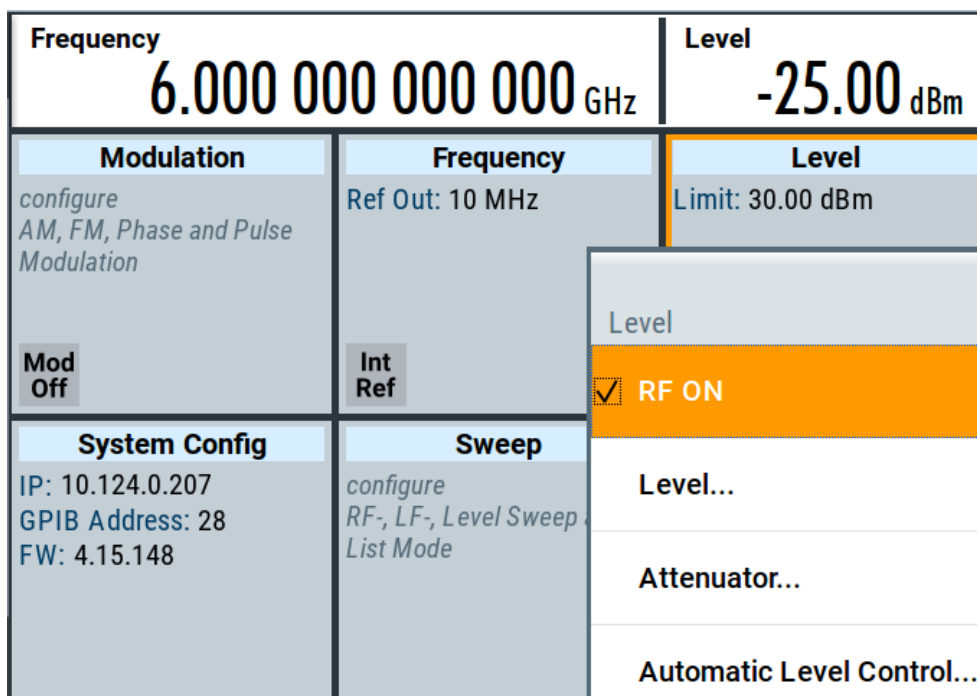 Frequency
6.000 000 000 000 GHz
Level
-25.00 dBm
Modulation
configure
AM, FM, Phase and Pulse
Modulation
Mod
Off
Frequency
Ref Out: 10 MHz
Int
Ref
Level
Limit: 30.00 dBm
System Config
IP: 10.124.0.207
GPIB Address: 28
FW: 4.15.148
Sweep
configure
RF-, LF-, Level Sweep
List Mode
Level
RF ON
Level...
Attenuator...
Automatic Level Control...